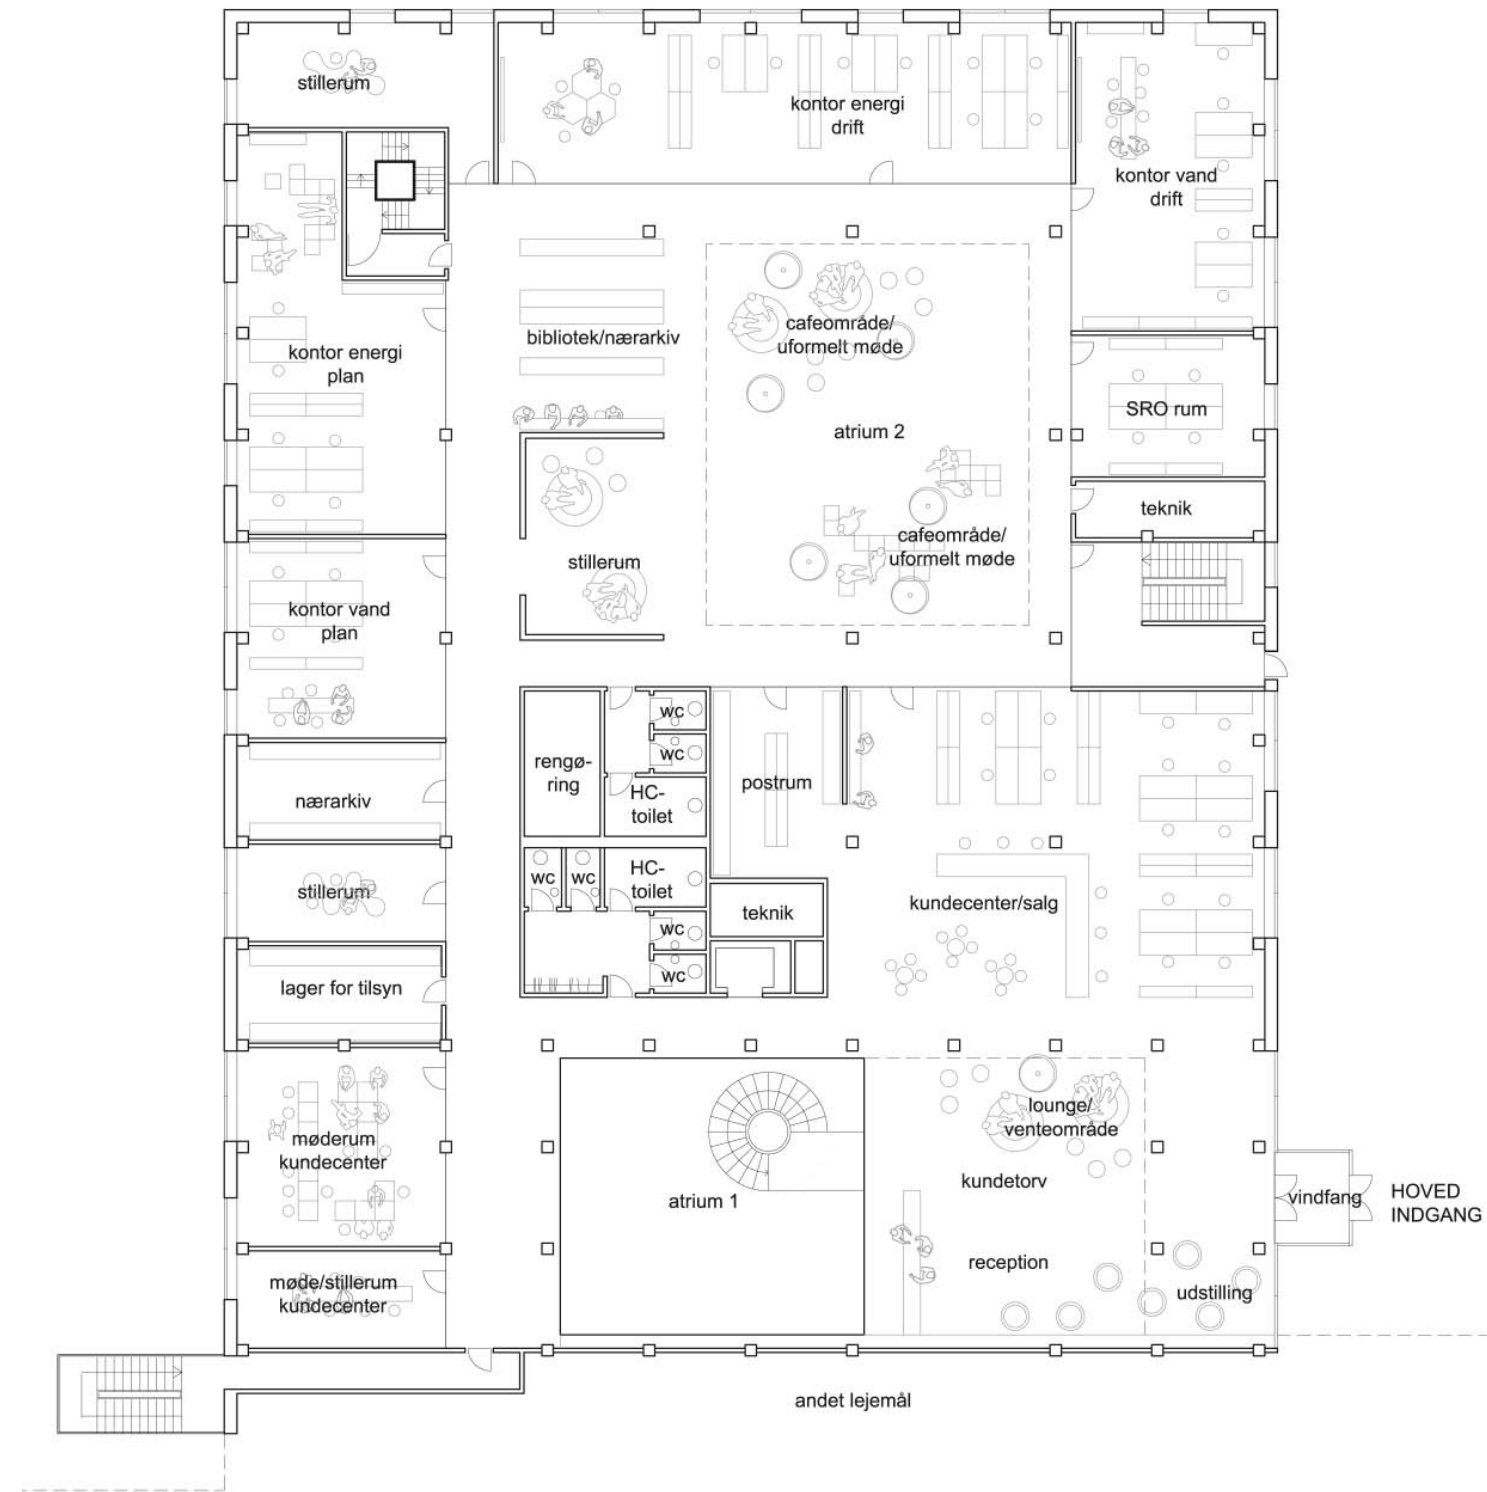 stillerum
kontor energi
drift
kontor vand
drift
bibliotek/nærarkiv
cafeområde/
uformelt møde
kontor energi
plan
SRO rum
atrium 2
teknik
cafeområde/
uformelt møde
stillerum
kontor vand
plan
wc
wc
rengø-
ring
postrum
HC-
toilet
nærarkiv
HC-
toilet
wc
wc
stillerum
kundecenter/salg
teknik
wc
wc
lager for tilsyn
lounge/
venteområde
møderum
kundecenter
kundetorv
atrium 1
vindfang
HOVED
INDGANG
reception
møde/stillerum
kundecenter
udstilling
andet lejemål